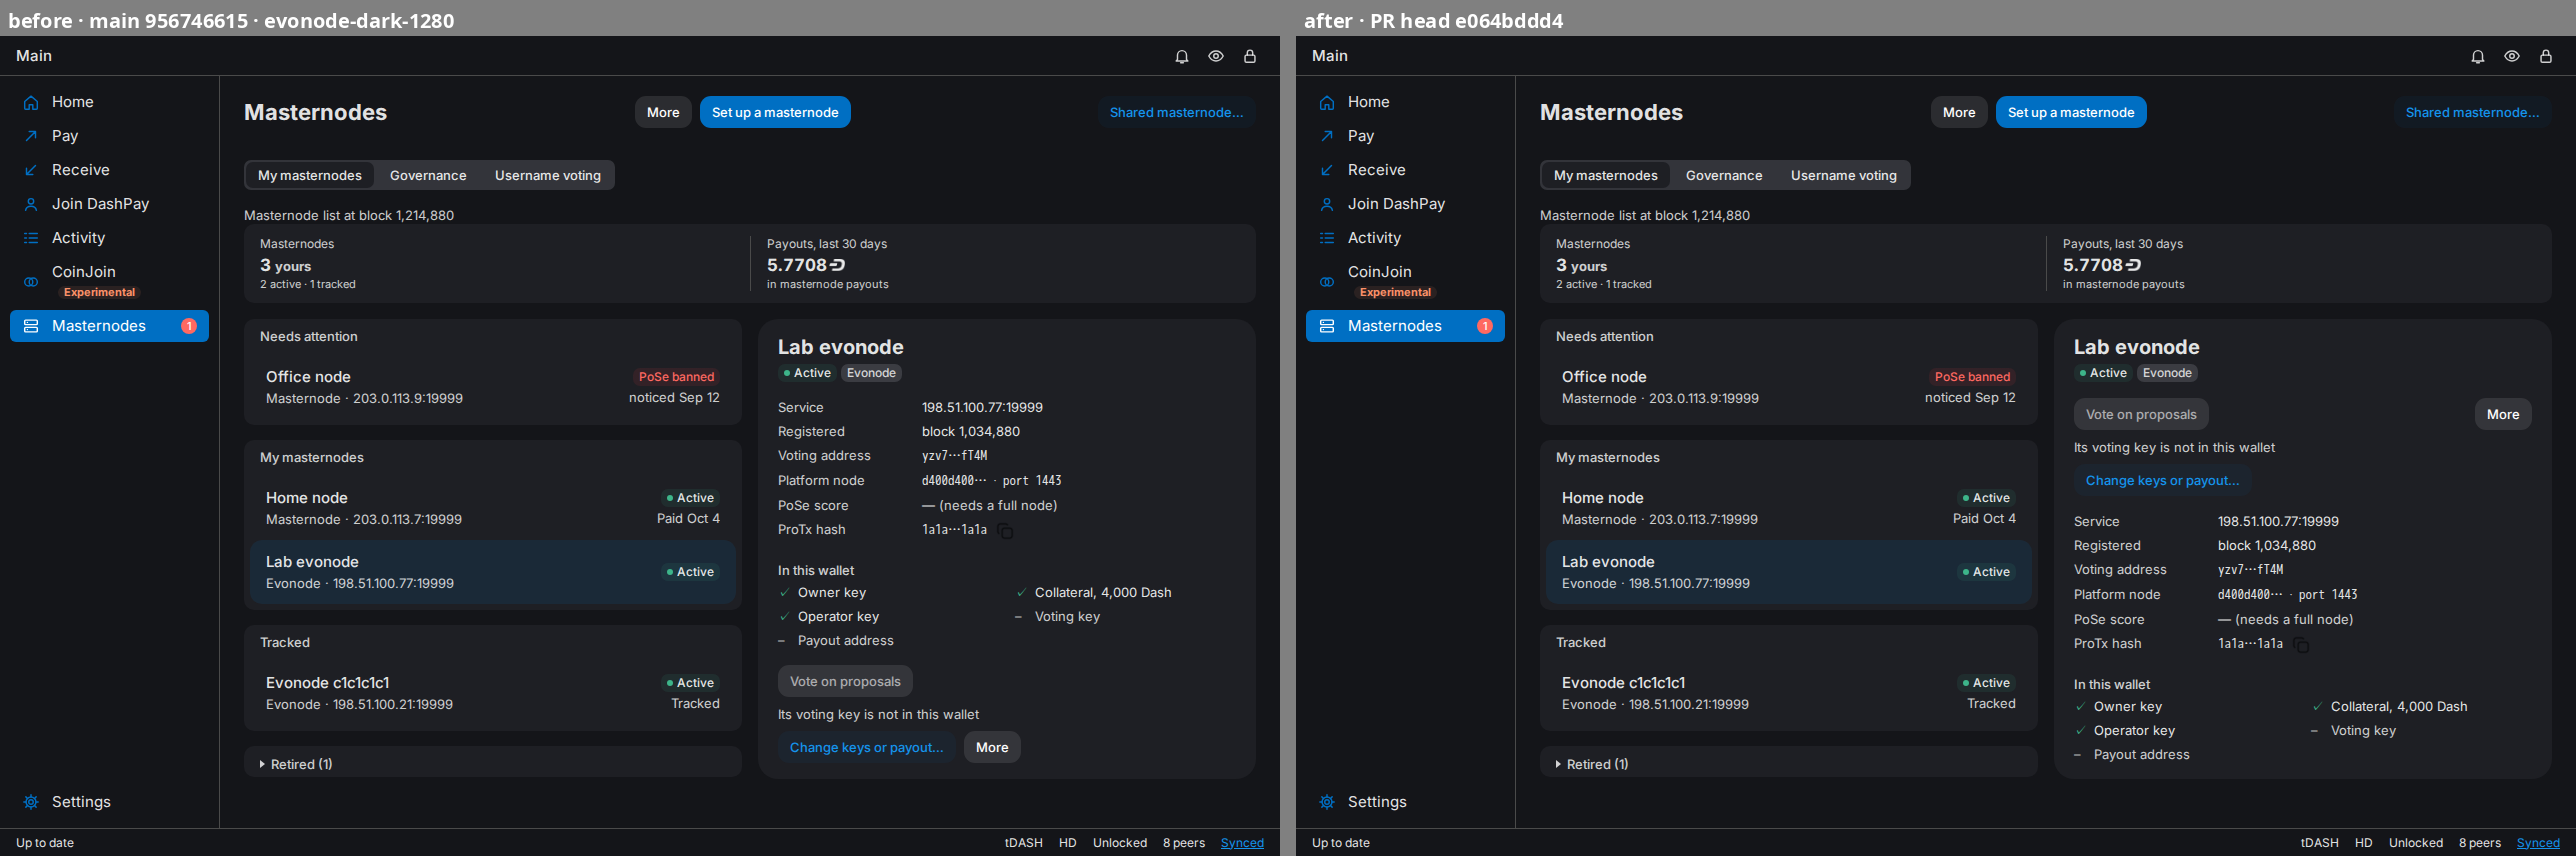 before · main 956746615 · evonode-dark-1280
Main
Home
Pay
Receive
Join DashPay
Activity
CoinJoin
Experimental
Masternodes 1
Settings
Masternodes
More
Set up a masternode
Shared masternode...
My masternodes Governance Username voting
Masternode list at block 1,214,880
Masternodes
3 yours
2 active · 1 tracked
Payouts, last 30 days
5.7708
in masternode payouts
Needs attention
Office node PoSe banned
Masternode · 203.0.113.9:19999 noticed Sep 12
My masternodes
Home node Active
Masternode · 203.0.113.7:19999 Paid Oct 4
Lab evonode
Evonode · 198.51.100.77:19999 Active
Tracked
Evonode c1c1c1c1 Active
Evonode · 198.51.100.21:19999 Tracked
Retired (1)
Lab evonode
Active Evonode
Service 198.51.100.77:19999
Registered block 1,034,880
Voting address yzv7···fT4M
Platform node d400d400··· · port 1443
PoSe score — (needs a full node)
ProTx hash 1a1a···1a1a
In this wallet
✓ Owner key ✓ Collateral, 4,000 Dash
✓ Operator key – Voting key
– Payout address
Vote on proposals
Its voting key is not in this wallet
Change keys or payout... More
Up to date tDASH HD Unlocked 8 peers Synced
after · PR head e064bddd4
Main
Home
Pay
Receive
Join DashPay
Activity
CoinJoin
Experimental
Masternodes 1
Settings
Masternodes
More
Set up a masternode
Shared masternode...
My masternodes Governance Username voting
Masternode list at block 1,214,880
Masternodes
3 yours
2 active · 1 tracked
Payouts, last 30 days
5.7708
in masternode payouts
Needs attention
Office node PoSe banned
Masternode · 203.0.113.9:19999 noticed Sep 12
My masternodes
Home node Active
Masternode · 203.0.113.7:19999 Paid Oct 4
Lab evonode
Evonode · 198.51.100.77:19999 Active
Tracked
Evonode c1c1c1c1 Active
Evonode · 198.51.100.21:19999 Tracked
Retired (1)
Lab evonode
Active Evonode
Vote on proposals More
Its voting key is not in this wallet
Change keys or payout...
Service 198.51.100.77:19999
Registered block 1,034,880
Voting address yzv7···fT4M
Platform node d400d400··· · port 1443
PoSe score — (needs a full node)
ProTx hash 1a1a···1a1a
In this wallet
✓ Owner key ✓ Collateral, 4,000 Dash
✓ Operator key – Voting key
– Payout address
Up to date tDASH HD Unlocked 8 peers Synced